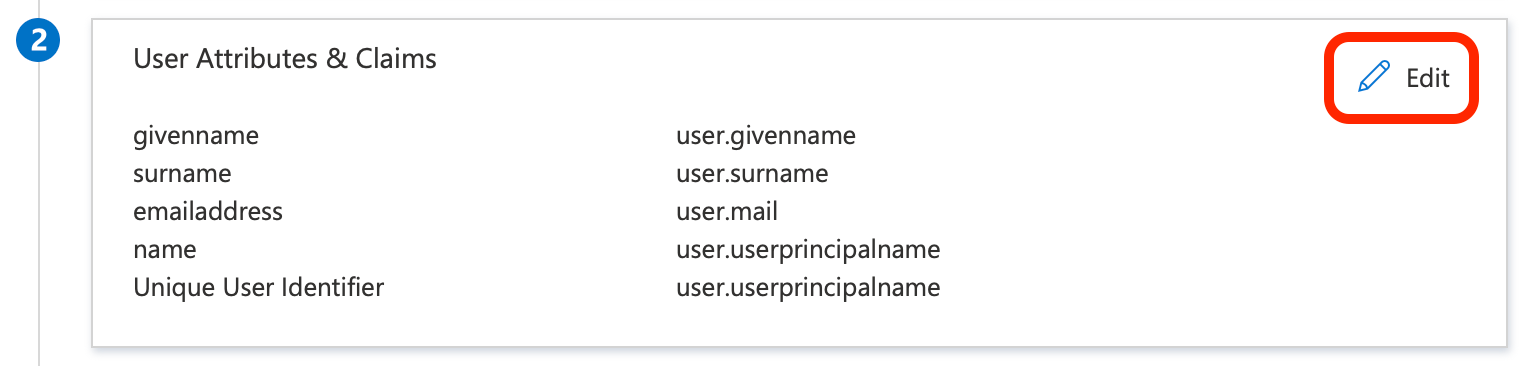 2
User Attributes & Claims
Edit
givenname user.givenname
surname user.surname
emailaddress user.mail
name user.userprincipalname
Unique User Identifier user.userprincipalname